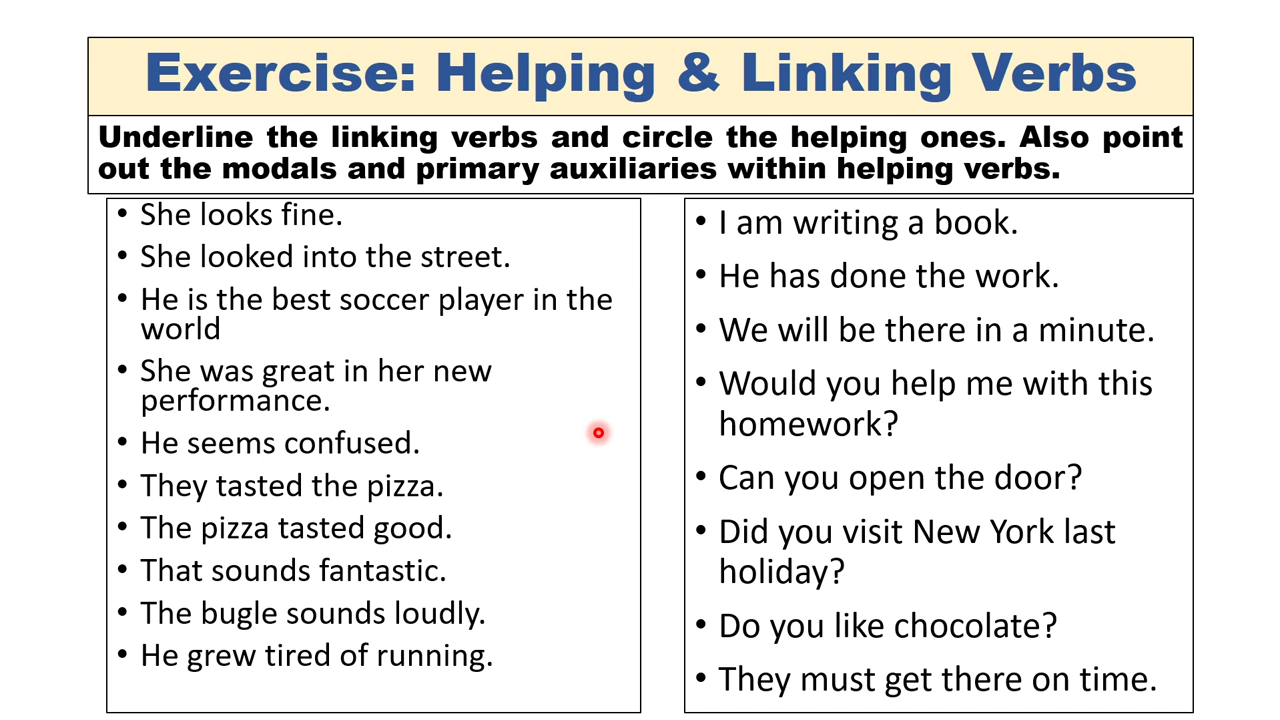 Exercise: Helping & Linking Verbs
Underline the linking verbs and circle the helping ones. Also point
out the modals and primary auxiliaries within helping verbs.
• She looks fine.
• She looked into the street.
• He is the best soccer player in the
world
• She was great in her new
performance.
• He seems confused.
• They tasted the pizza.
• The pizza tasted good.
• That sounds fantastic.
• The bugle sounds loudly.
• He grew tired of running.
• I am writing a book.
• He has done the work.
• We will be there in a minute.
• Would you help me with this
homework?
• Can you open the door?
• Did you visit New York last
holiday?
• Do you like chocolate?
• They must get there on time.